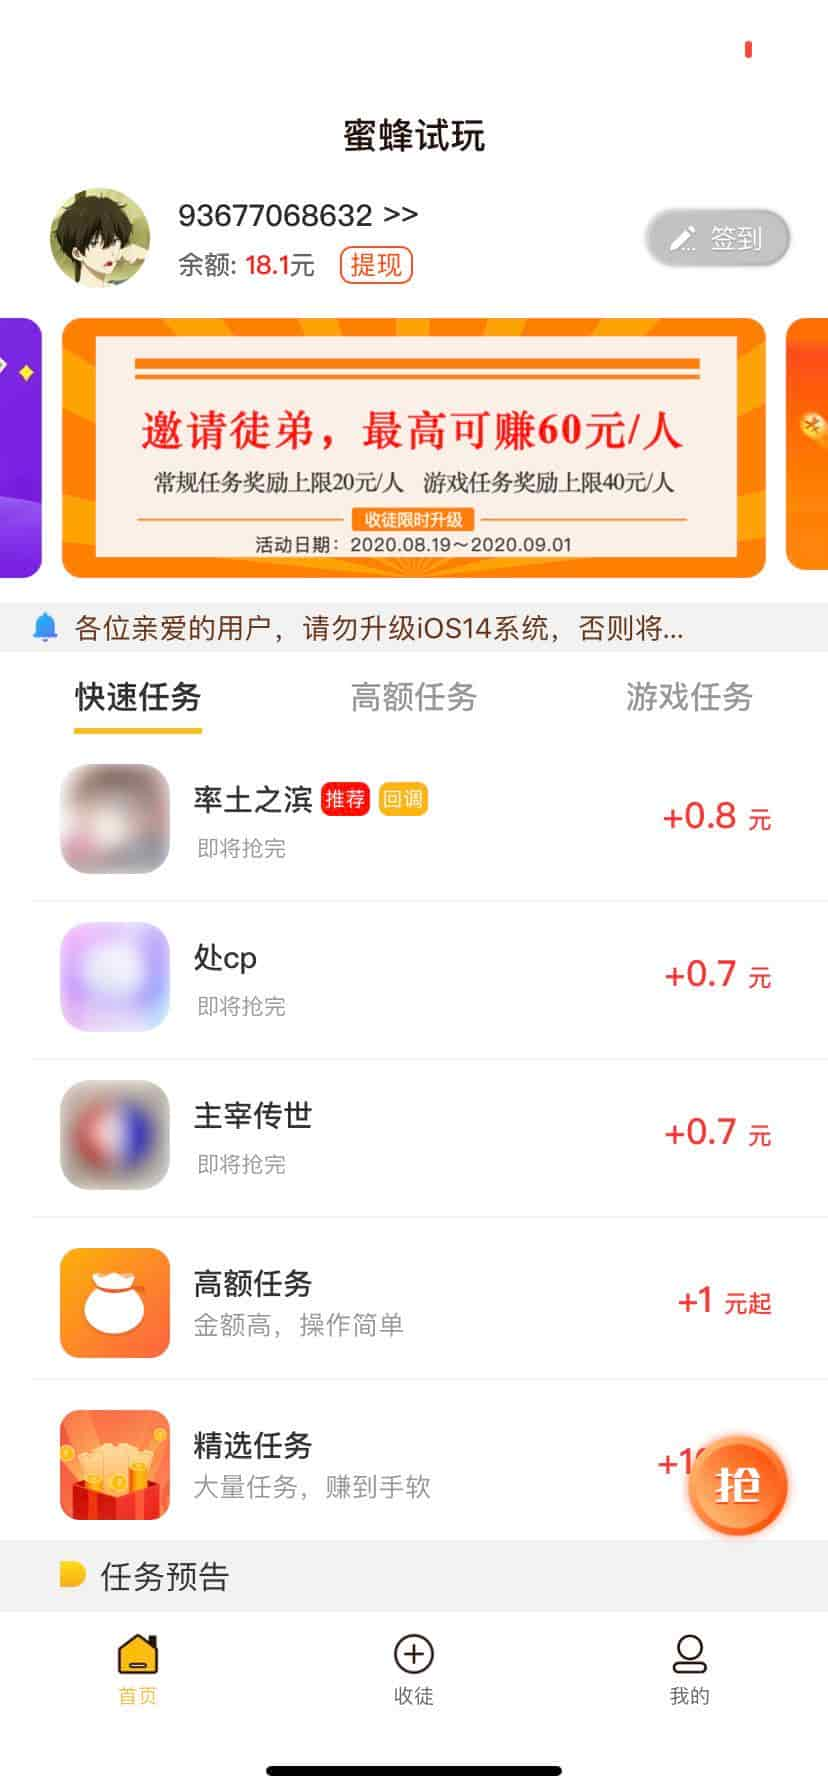 蜜蜂试玩
93677068632 >>
余额: 18.1元 提现
签到
邀请徒弟，最高可赚60元/人
常规任务奖励上限20元/人 游戏任务奖励上限40元/人
收徒限时升级
活动日期：2020.08.19～2020.09.01
各位亲爱的用户，请勿升级iOS14系统，否则将...
快速任务 高额任务 游戏任务
率土之滨 推荐 回调
即将抢完
+0.8 元
处cp
即将抢完
+0.7 元
主宰传世
即将抢完
+0.7 元
高额任务
金额高，操作简单
+1 元起
精选任务
大量任务，赚到手软
抢
任务预告
首页 收徒 我的